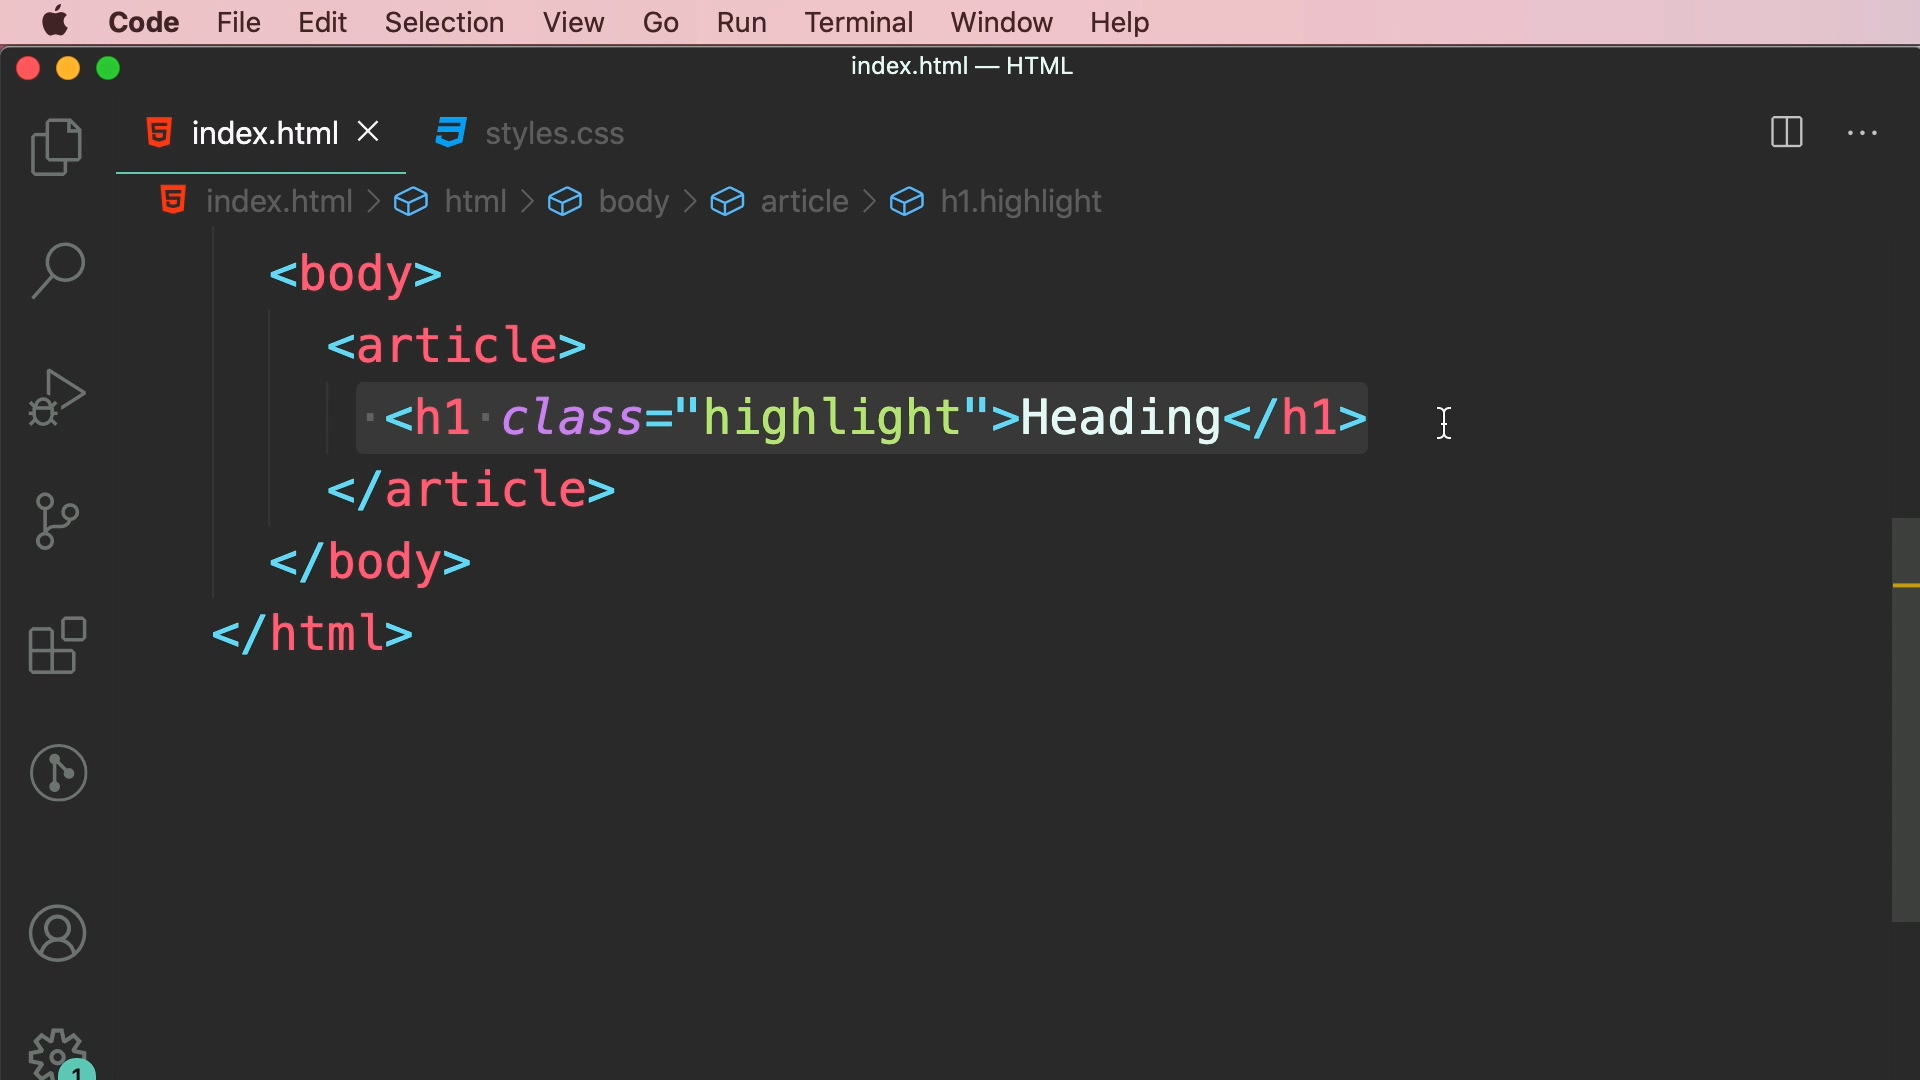 Code File Edit Selection View Go Run Terminal Window Help
index.html — HTML
index.html styles.css
index.html > html > body > article > h1.highlight
<body>
<article>
<h1 class="highlight">Heading</h1>
</article>
</body>
</html>
1